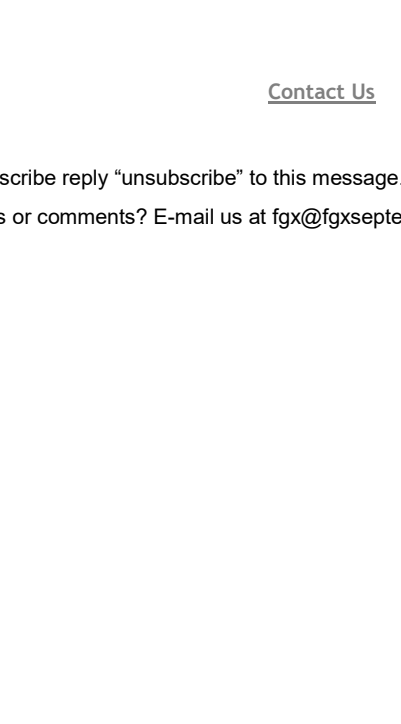 Contact Us
scribe reply “unsubscribe” to this message.
s or comments? E-mail us at fgx@fgxsepte